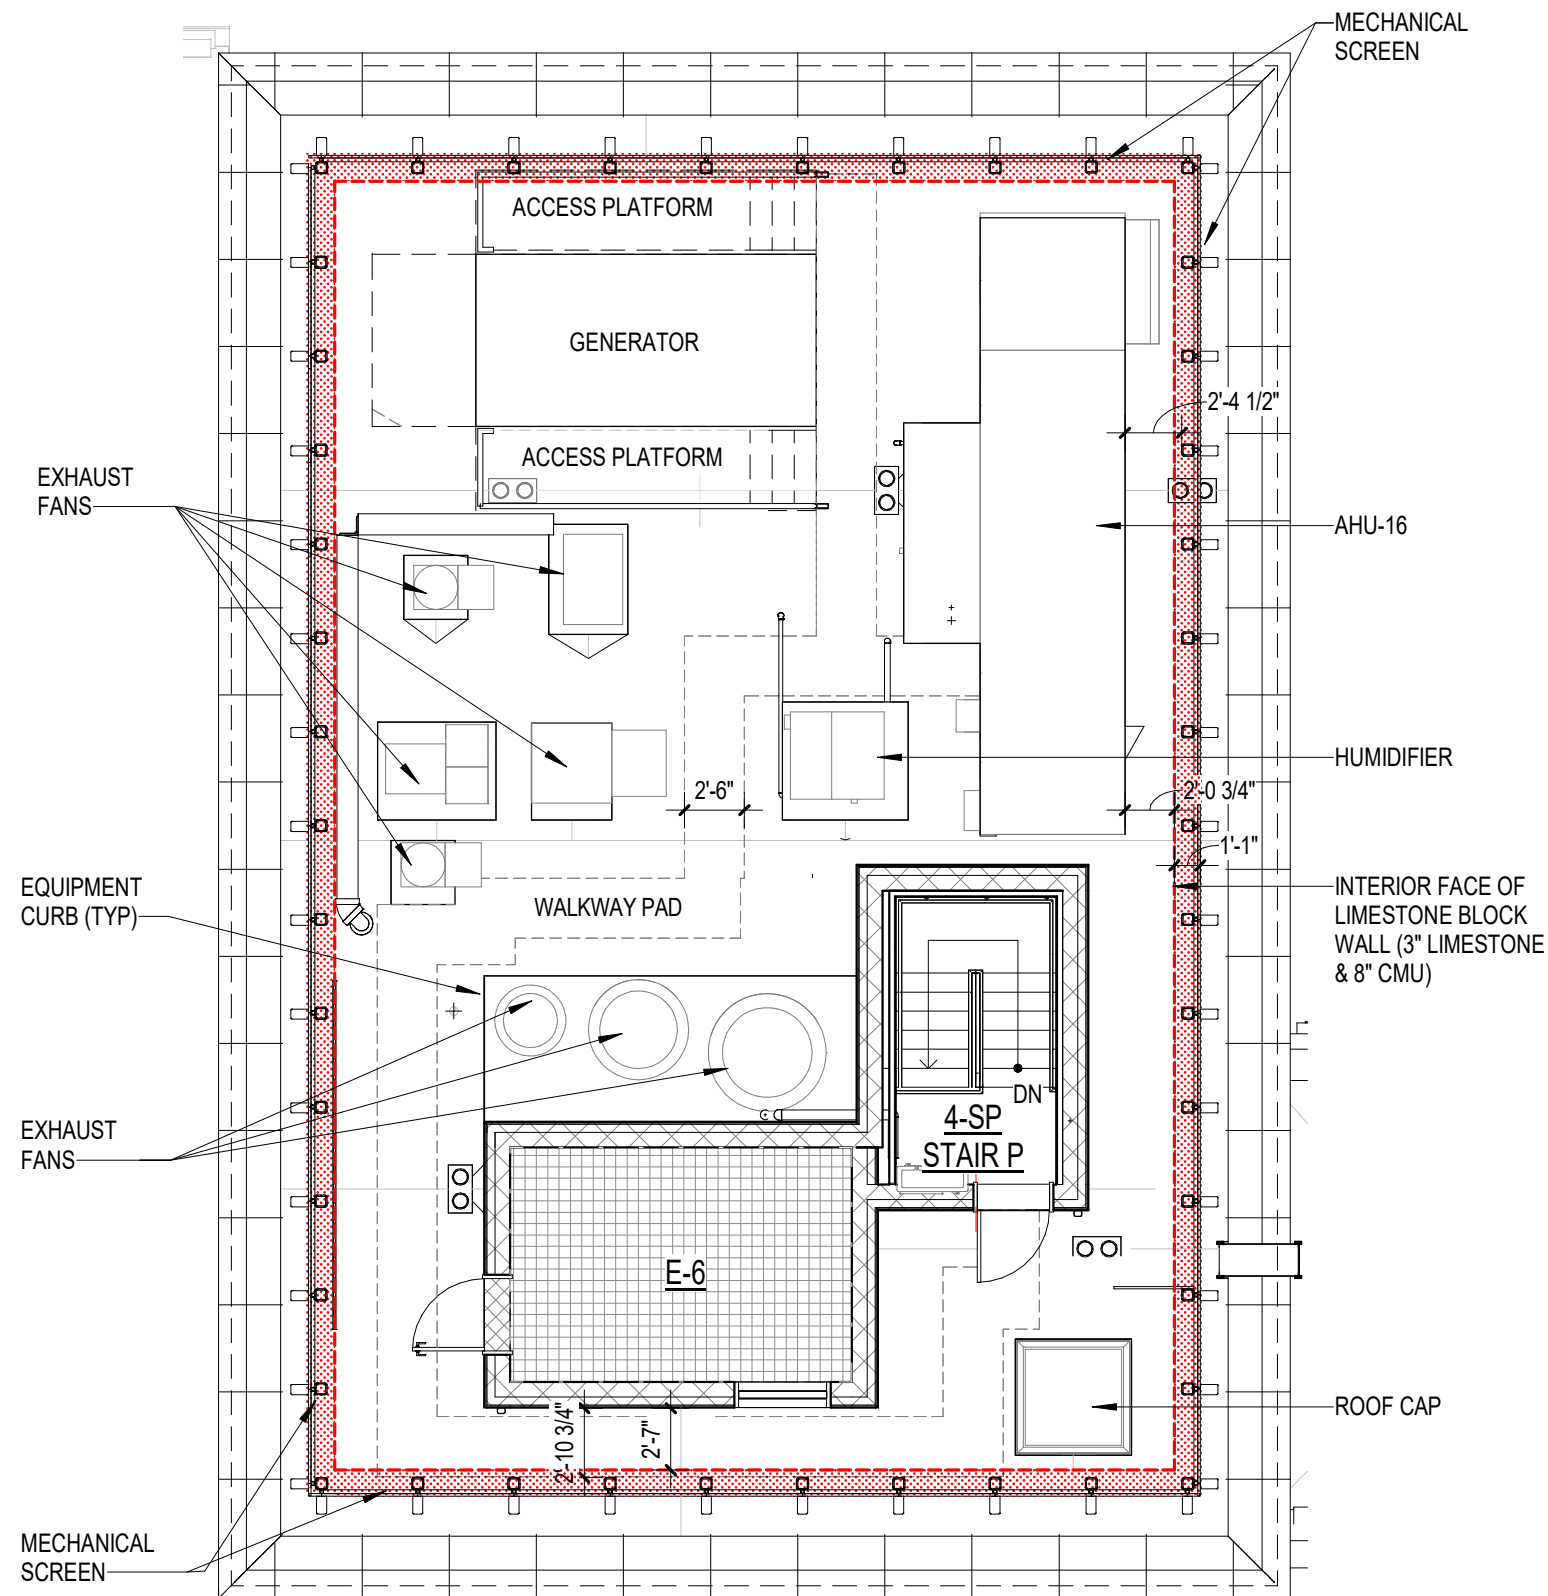 MECHANICAL
SCREEN
ACCESS PLATFORM
GENERATOR
2'-4 1/2"
ACCESS PLATFORM
EXHAUST
FANS
AHU-16
HUMIDIFIER
2'-6"
2'-0 3/4"
1'-1"
EQUIPMENT
CURB (TYP)
WALKWAY PAD
INTERIOR FACE OF
LIMESTONE BLOCK
WALL (3" LIMESTONE
& 8" CMU)
DN
4-SP
STAIR P
EXHAUST
FANS
E-6
ROOF CAP
2'-10 3/4"
2'-7"
MECHANICAL
SCREEN